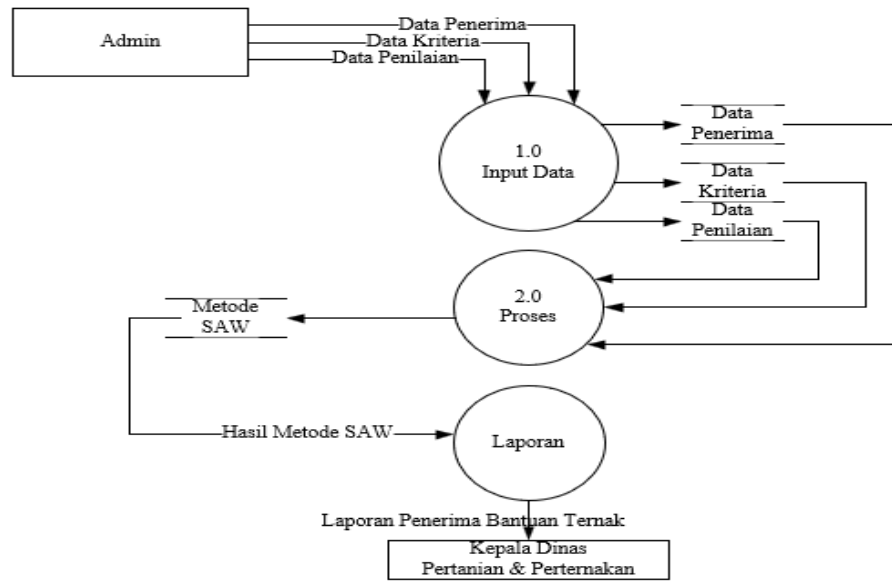 Admin
Data Penerima
Data Kriteria
Data Penilaian
1.0
Input Data
Data
Penerima
Data
Kriteria
Data
Penilaian
2.0
Proses
Metode
SAW
Hasil Metode SAW
Laporan
Laporan Penerima Bantuan Ternak
Kepala Dinas
Pertanian & Perternakan